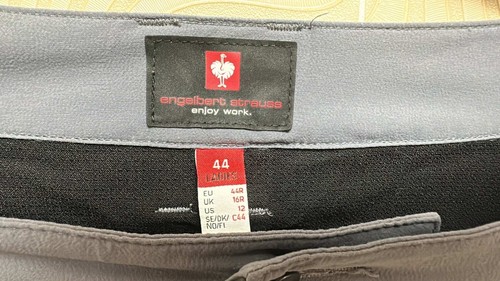 engelbert strauss
enjoy work.
44
LADIES
EU 44R
UK 16R
US 12
SE/DK/ C44
NO/FI